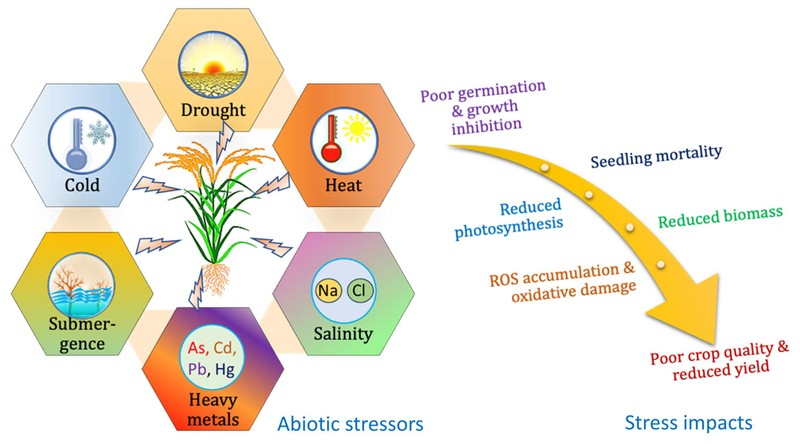 Drought
Cold
Heat
Submer-
gence
Na Cl
Salinity
As, Cd,
Pb, Hg
Heavy
metals
Abiotic stressors
Poor germination
& growth
inhibition
Seedling mortality
Reduced
photosynthesis
Reduced biomass
ROS accumulation &
oxidative damage
Poor crop quality &
reduced yield
Stress impacts